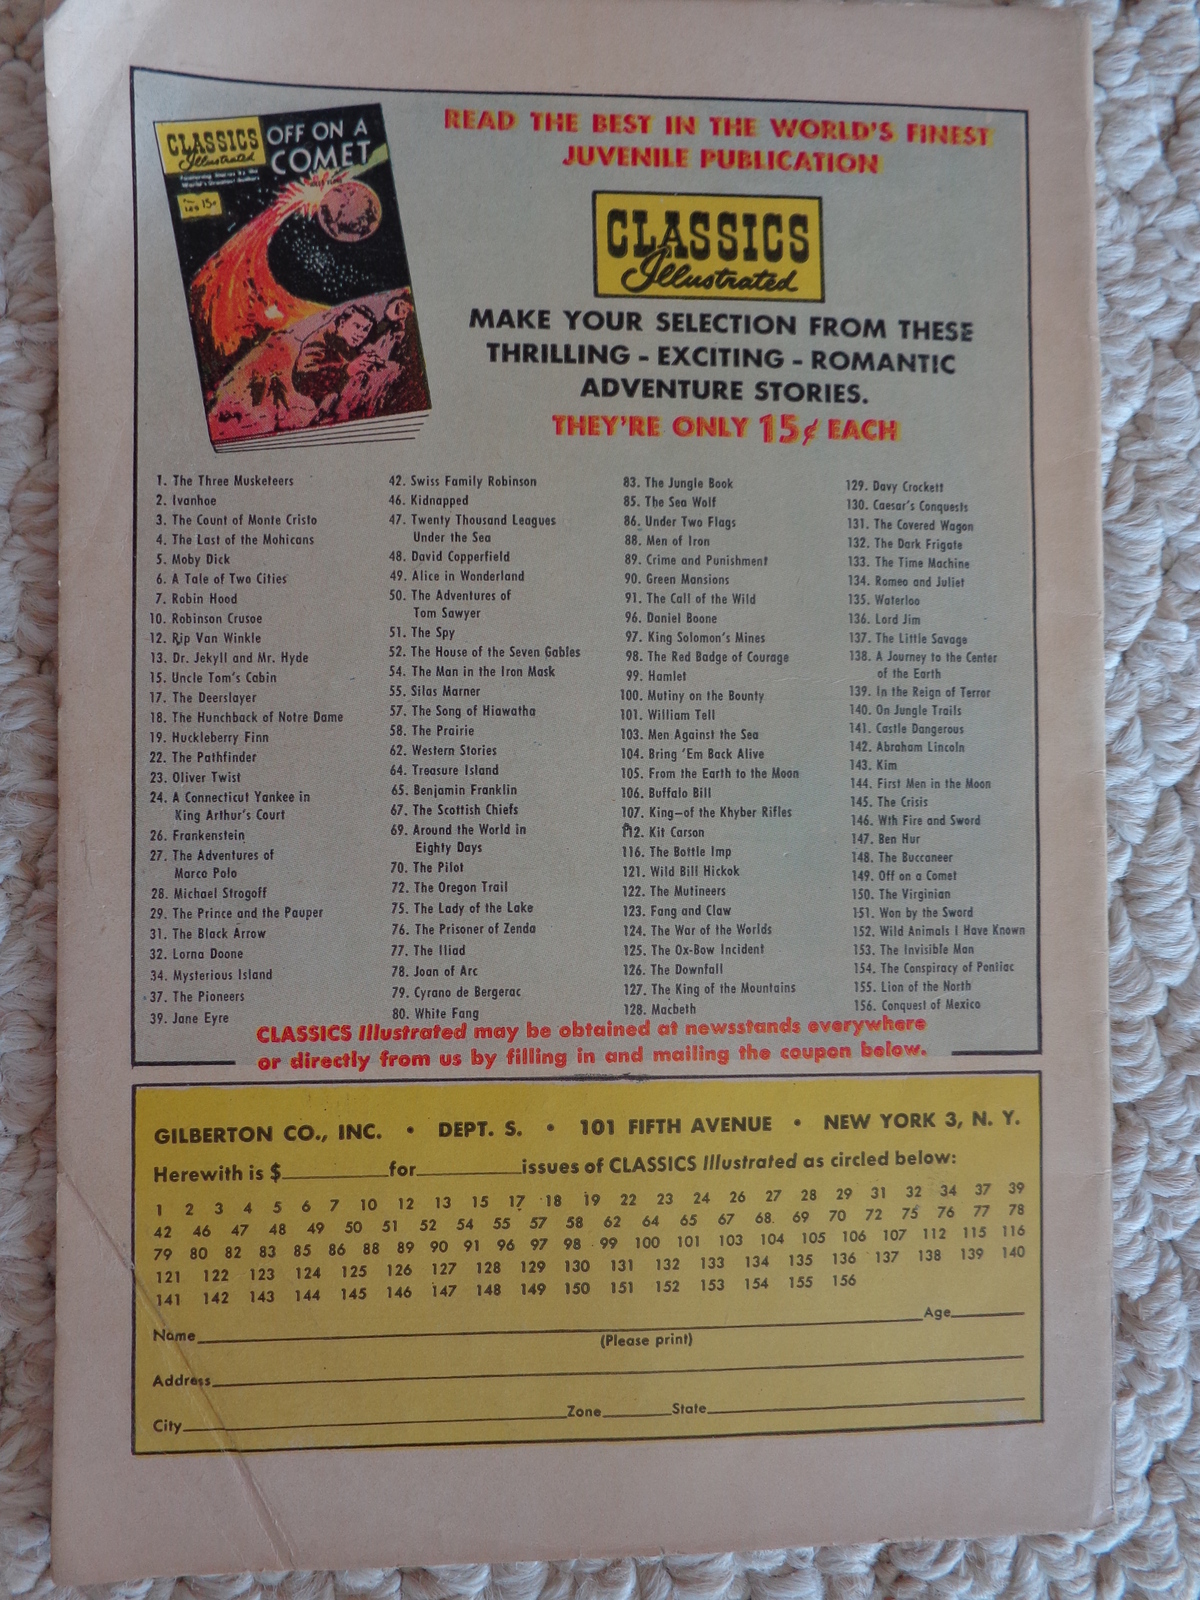 CLASSICS
Illustrated
OFF ON A
COMET
Featuring Stories by the
World's Greatest Authors
No. 149 15¢
READ THE BEST IN THE WORLD'S FINEST
JUVENILE PUBLICATION
CLASSICS
Illustrated
MAKE YOUR SELECTION FROM THESE
THRILLING - EXCITING - ROMANTIC
ADVENTURE STORIES.
THEY'RE ONLY 15¢ EACH
1. The Three Musketeers
2. Ivanhoe
3. The Count of Monte Cristo
4. The Last of the Mohicans
5. Moby Dick
6. A Tale of Two Cities
7. Robin Hood
10. Robinson Crusoe
12. Rip Van Winkle
13. Dr. Jekyll and Mr. Hyde
15. Uncle Tom's Cabin
17. The Deerslayer
18. The Hunchback of Notre Dame
19. Huckleberry Finn
22. The Pathfinder
23. Oliver Twist
24. A Connecticut Yankee in
King Arthur's Court
26. Frankenstein
27. The Adventures of
Marco Polo
28. Michael Strogoff
29. The Prince and the Pauper
31. The Black Arrow
32. Lorna Doone
34. Mysterious Island
37. The Pioneers
39. Jane Eyre
42. Swiss Family Robinson
46. Kidnapped
47. Twenty Thousand Leagues
Under the Sea
48. David Copperfield
49. Alice in Wonderland
50. The Adventures of
Tom Sawyer
51. The Spy
52. The House of the Seven Gables
54. The Man in the Iron Mask
55. Silas Marner
57. The Song of Hiawatha
58. The Prairie
62. Western Stories
64. Treasure Island
65. Benjamin Franklin
67. The Scottish Chiefs
69. Around the World in
Eighty Days
70. The Pilot
72. The Oregon Trail
75. The Lady of the Lake
76. The Prisoner of Zenda
77. The Iliad
78. Joan of Arc
79. Cyrano de Bergerac
80. White Fang
83. The Jungle Book
85. The Sea Wolf
86. Under Two Flags
88. Men of Iron
89. Crime and Punishment
90. Green Mansions
91. The Call of the Wild
96. Daniel Boone
97. King Solomon's Mines
98. The Red Badge of Courage
99. Hamlet
100. Mutiny on the Bounty
101. William Tell
103. Men Against the Sea
104. Bring 'Em Back Alive
105. From the Earth to the Moon
106. Buffalo Bill
107. King—of the Khyber Rifles
112. Kit Carson
116. The Bottle Imp
121. Wild Bill Hickok
122. The Mutineers
123. Fang and Claw
124. The War of the Worlds
125. The Ox-Bow Incident
126. The Downfall
127. The King of the Mountains
128. Macbeth
129. Davy Crockett
130. Caesar's Conquests
131. The Covered Wagon
132. The Dark Frigate
133. The Time Machine
134. Romeo and Juliet
135. Waterloo
136. Lord Jim
137. The Little Savage
138. A Journey to the Center
of the Earth
139. In the Reign of Terror
140. On Jungle Trails
141. Castle Dangerous
142. Abraham Lincoln
143. Kim
144. First Men in the Moon
145. The Crisis
146. Wth Fire and Sword
147. Ben Hur
148. The Buccaneer
149. Off on a Comet
150. The Virginian
151. Won by the Sword
152. Wild Animals I Have Known
153. The Invisible Man
154. The Conspiracy of Pontiac
155. Lion of the North
156. Conquest of Mexico
CLASSICS Illustrated may be obtained at newsstands everywhere
or directly from us by filling in and mailing the coupon below.
GILBERTON CO., INC. • DEPT. S. • 101 FIFTH AVENUE • NEW YORK 3, N. Y.
Herewith is $ for issues of CLASSICS Illustrated as circled below:
1 2 3 4 5 6 7 10 12 13 15 17 18 19 22 23 24 26 27 28 29 31 32 34 37 39
42 46 47 48 49 50 51 52 54 55 57 58 62 64 65 67 68 69 70 72 75 76 77 78
79 80 82 83 85 86 88 89 90 91 96 97 98 99 100 101 103 104 105 106 107 112 115 116
121 122 123 124 125 126 127 128 129 130 131 132 133 134 135 136 137 138 139 140
141 142 143 144 145 146 147 148 149 150 151 152 153 154 155 156
Name Age
(Please print)
Address
City Zone State